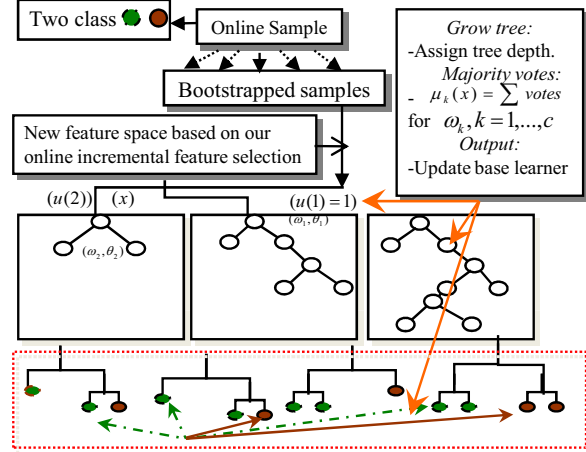 Two class
Online Sample
Bootstrapped samples
New feature space based on our
online incremental feature selection
Grow tree:
-Assign tree depth.
Majority votes:
- μ_k(x) = ∑ votes
for ω_k, k = 1,...,c
Output:
-Update base learner
(u(2)) (x) (u(1) = 1)
(ω_1, θ_1)
(ω_2, θ_2)